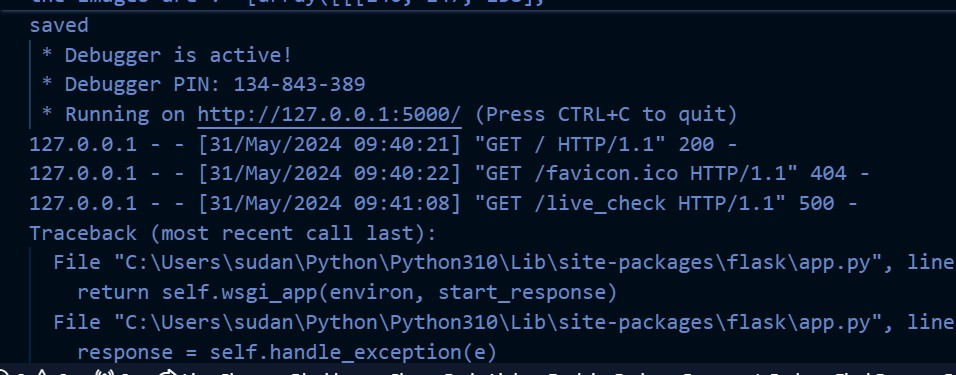 saved
* Debugger is active!
* Debugger PIN: 134-843-389
* Running on http://127.0.0.1:5000/ (Press CTRL+C to quit)
127.0.0.1 - - [31/May/2024 09:40:21] "GET / HTTP/1.1" 200 -
127.0.0.1 - - [31/May/2024 09:40:22] "GET /favicon.ico HTTP/1.1" 404 -
127.0.0.1 - - [31/May/2024 09:41:08] "GET /live_check HTTP/1.1" 500 -
Traceback (most recent call last):
File "C:\Users\sudan\Python\Python310\Lib\site-packages\flask\app.py", line
return self.wsgi_app(environ, start_response)
File "C:\Users\sudan\Python\Python310\Lib\site-packages\flask\app.py", line
response = self.handle_exception(e)